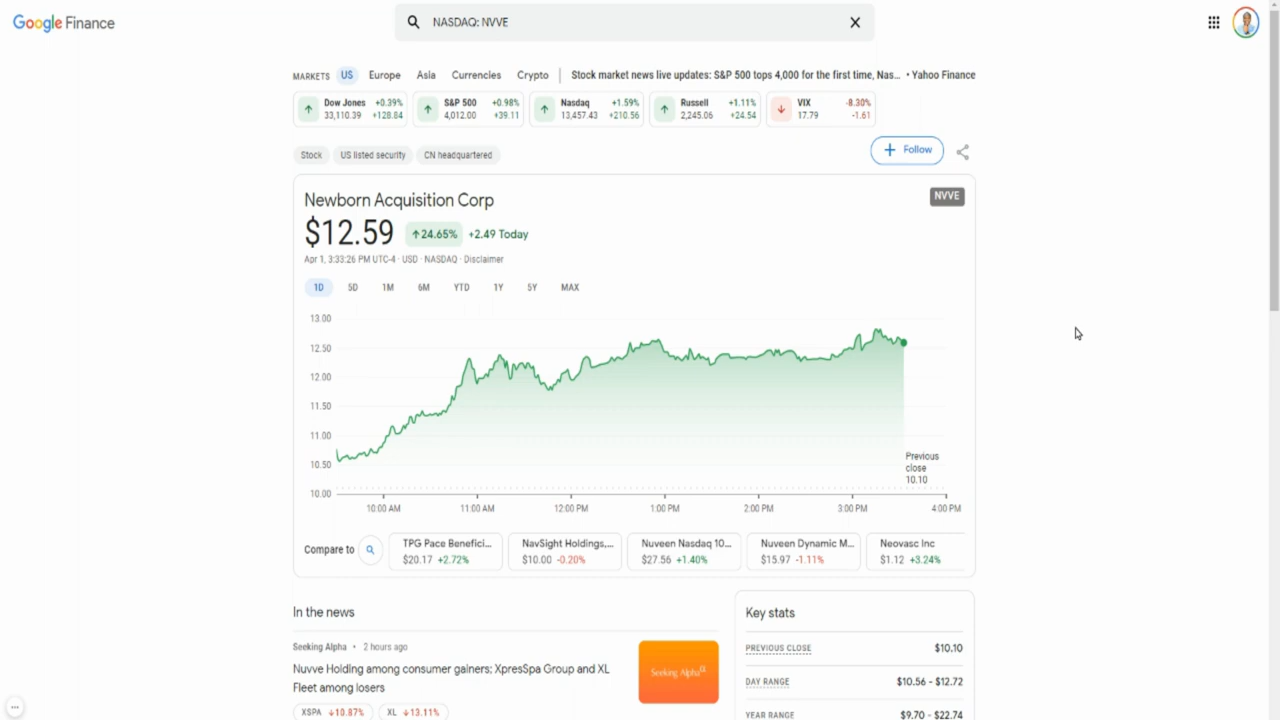 Google Finance
NASDAQ: NVVE
MARKETS US Europe Asia Currencies Crypto Stock market news live updates: S&P 500 tops 4,000 for the first time, Nas... • Yahoo Finance
Dow Jones +0.39% S&P 500 +0.98% Nasdaq +1.59% Russell +1.11% VIX -8.30%
33,110.39 +128.84 4,012.00 +39.11 13,457.43 +210.56 2,245.06 +24.54 17.79 -1.61
Stock US listed security CN headquartered Follow
Newborn Acquisition Corp NVVE
$12.59 24.65% +2.49 Today
Apr 1, 3:33:26 PM UTC-4 · USD · NASDAQ · Disclaimer
1D 5D 1M 6M YTD 1Y 5Y MAX
13.00
12.50
12.00
11.50
11.00
10.50
10.00
Previous
close
10.10
10:00 AM 11:00 AM 12:00 PM 1:00 PM 2:00 PM 3:00 PM 4:00 PM
Compare to
TPG Pace Benefici... NavSight Holdings,... Nuveen Nasdaq 10... Nuveen Dynamic M... Neovasc Inc
$20.17 +2.72% $10.00 -0.20% $27.56 +1.40% $15.97 -1.11% $1.12 +3.24%
In the news
Seeking Alpha • 2 hours ago
Nuvve Holding among consumer gainers; XpresSpa Group and XL
Fleet among losers
Seeking Alpha α
XSPA ↓10.87% XL ↓13.11%
Key stats
PREVIOUS CLOSE $10.10
DAY RANGE $10.56 - $12.72
YEAR RANGE $9.70 - $22.74